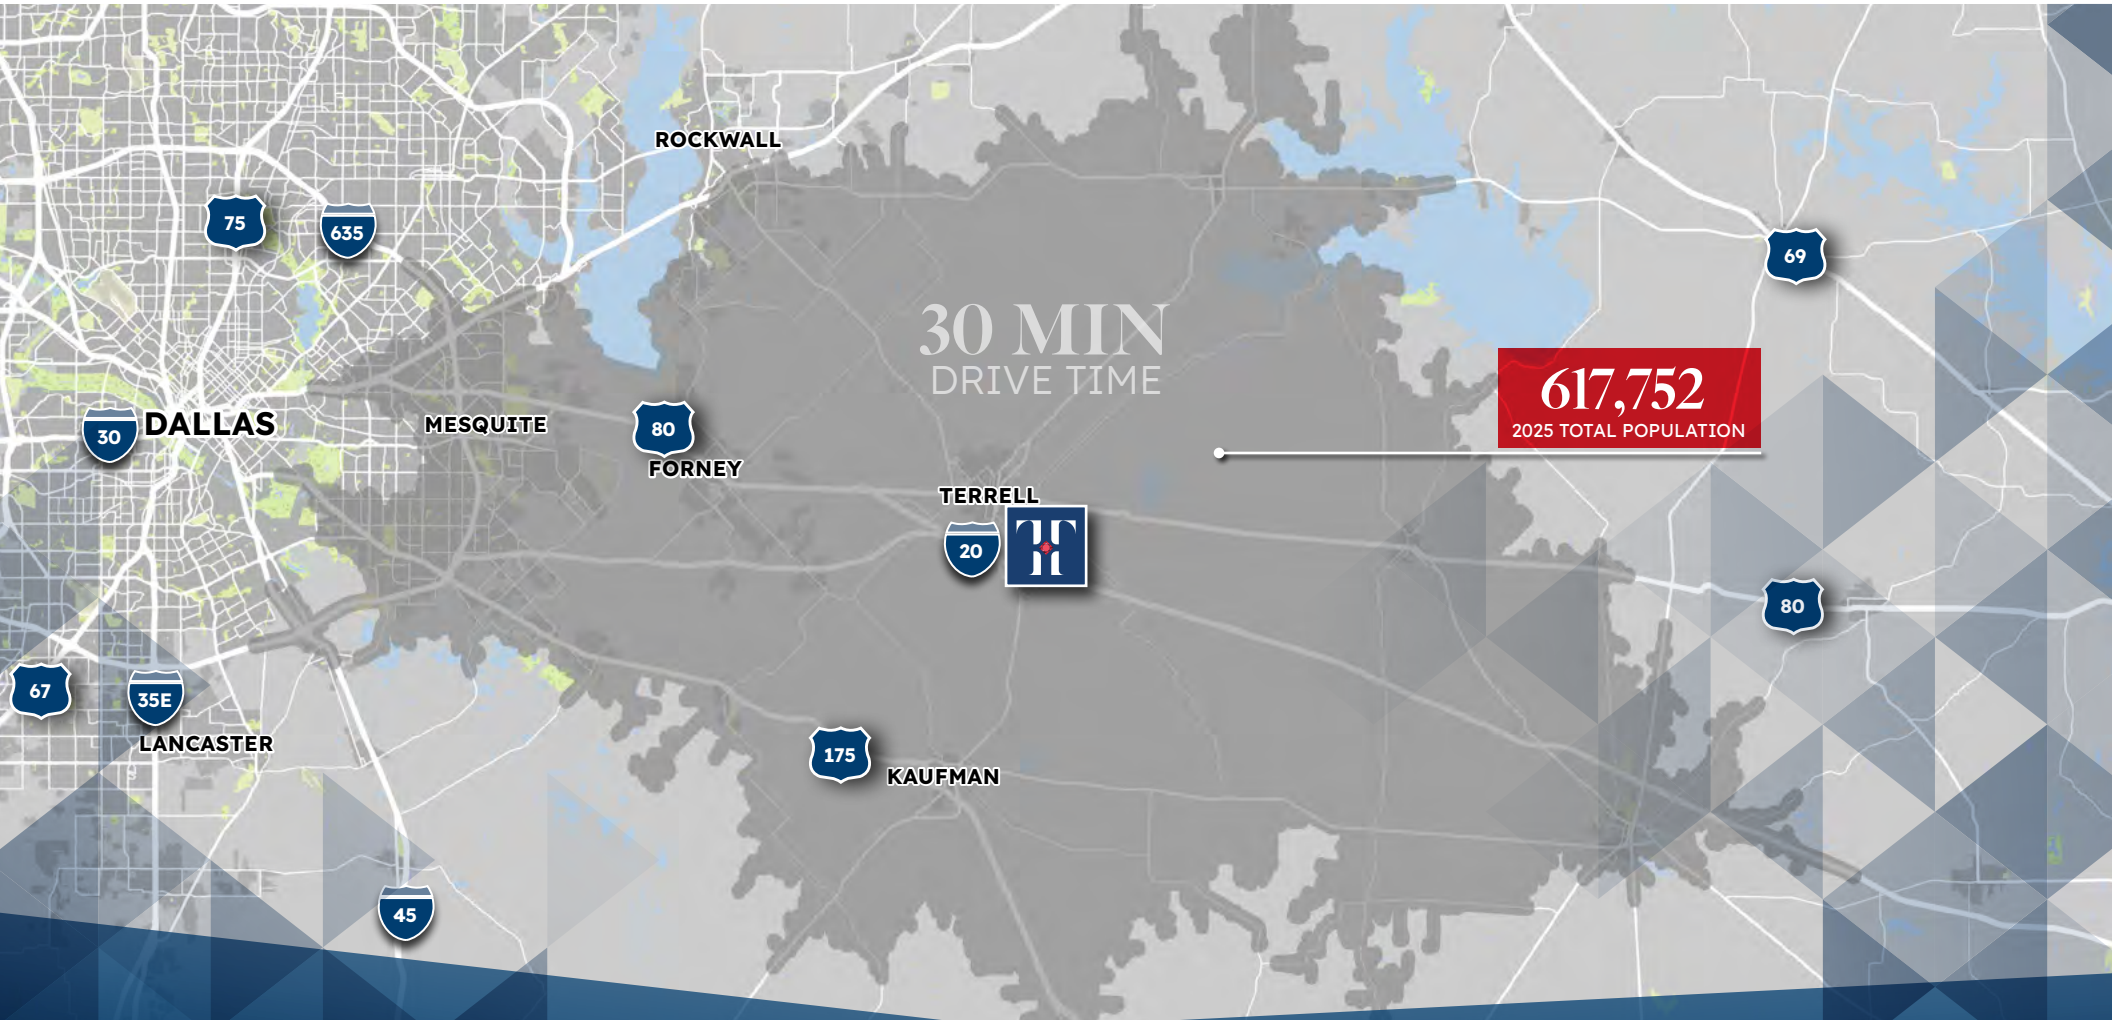 ROCKWALL
75
635
69
30 MIN
DRIVE TIME
617,752
2025 TOTAL POPULATION
30
DALLAS
MESQUITE
80
FORNEY
TERRELL
20
TH
80
67
35E
LANCASTER
175
KAUFMAN
45